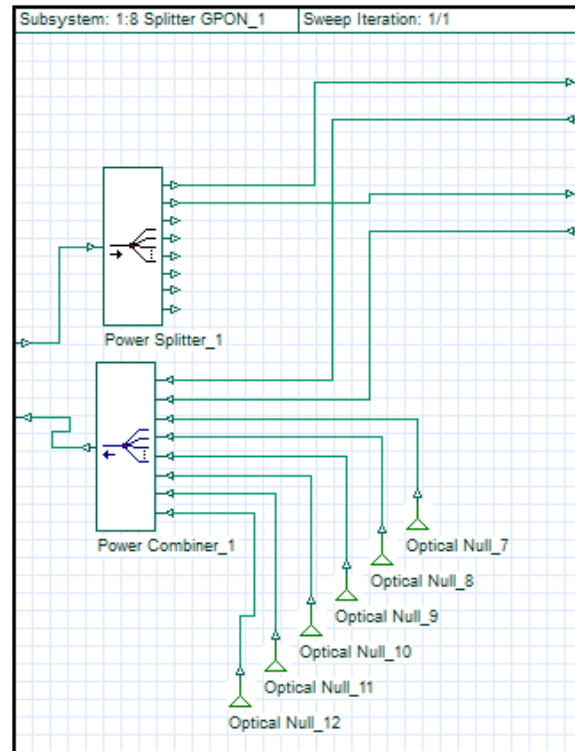 Subsystem: 1:8 Splitter GPON_1
Sweep Iteration: 1/1
Power Splitter_1
Power Combiner_1
Optical Null_7
Optical Null_8
Optical Null_9
Optical Null_10
Optical Null_11
Optical Null_12